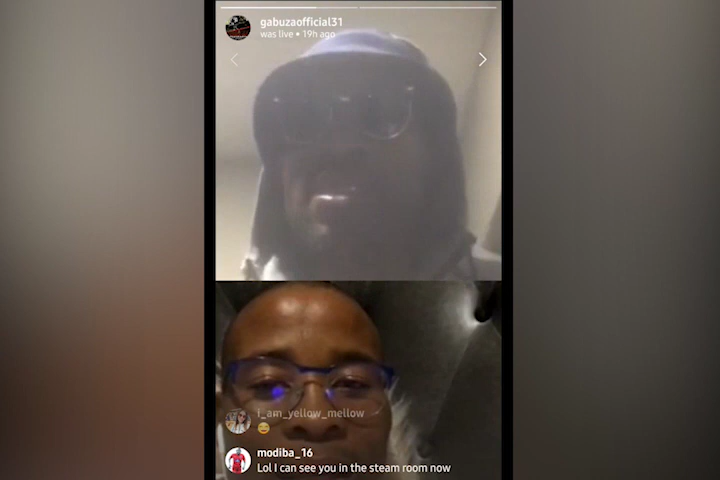 gabuzaofficial31
was live • 19h ago
i_am_yellow_mellow
😂
modiba_16
Lol I can see you in the steam room now